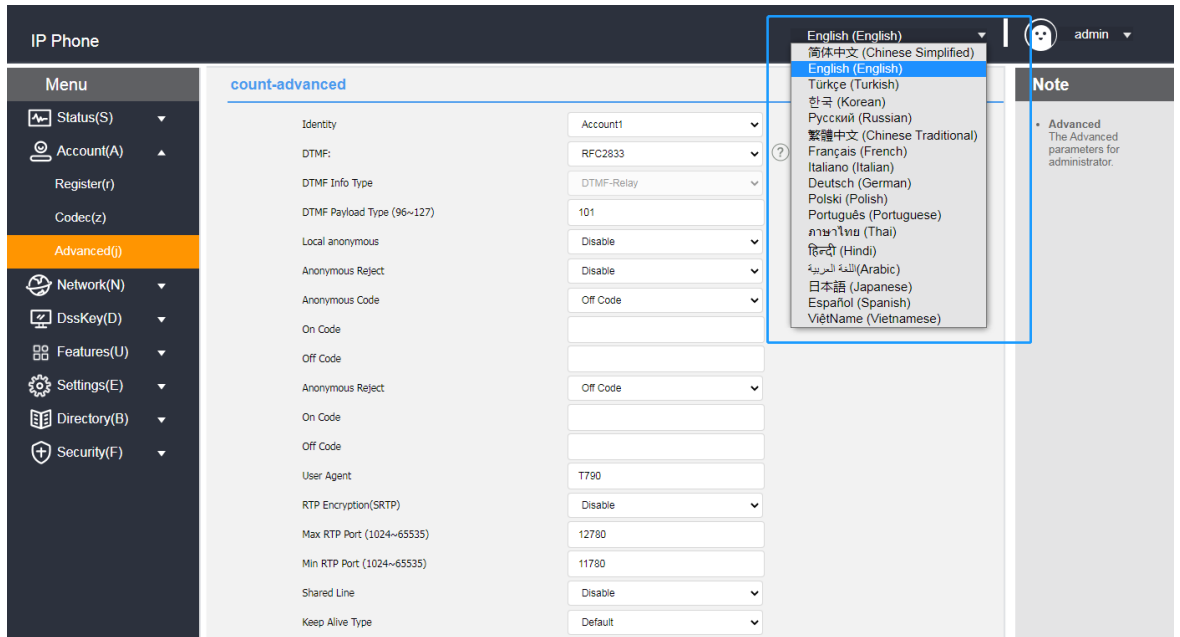 IP Phone
English (English)
admin
简体中文 (Chinese Simplified)
English (English)
Türkçe (Turkish)
한국 (Korean)
Русский (Russian)
繁體中文 (Chinese Traditional)
Français (French)
Italiano (Italian)
Deutsch (German)
Polski (Polish)
Português (Portuguese)
ภาษาไทย (Thai)
हिन्दी (Hindi)
اللغة العربية(Arabic)
日本語 (Japanese)
Español (Spanish)
ViệtName (Vietnamese)
Menu
Status(S)
Account(A)
Register(r)
Codec(z)
Advanced(j)
Network(N)
DssKey(D)
Features(U)
Settings(E)
Directory(B)
Security(F)
count-advanced
Identity Account1
DTMF: RFC2833 ?
DTMF Info Type DTMF-Relay
DTMF Payload Type (96~127) 101
Local anonymous Disable
Anonymous Reject Disable
Anonymous Code Off Code
On Code
Off Code
Anonymous Reject Off Code
On Code
Off Code
User Agent T790
RTP Encryption(SRTP) Disable
Max RTP Port (1024~65535) 12780
Min RTP Port (1024~65535) 11780
Shared Line Disable
Keep Alive Type Default
Note
• Advanced
The Advanced
parameters for
administrator.